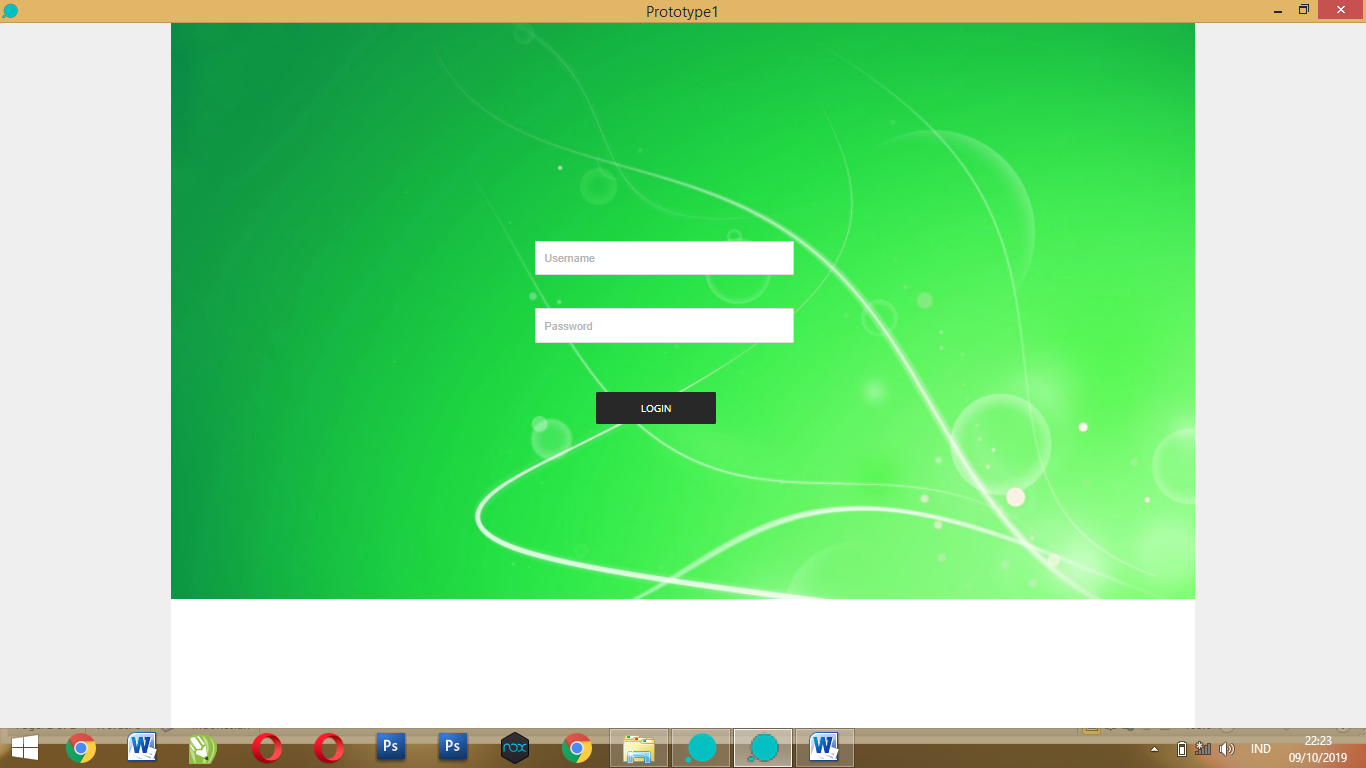 Prototype1
Username
Password
LOGIN
Ps
Ps
nox
IND
22:23
09/10/2019